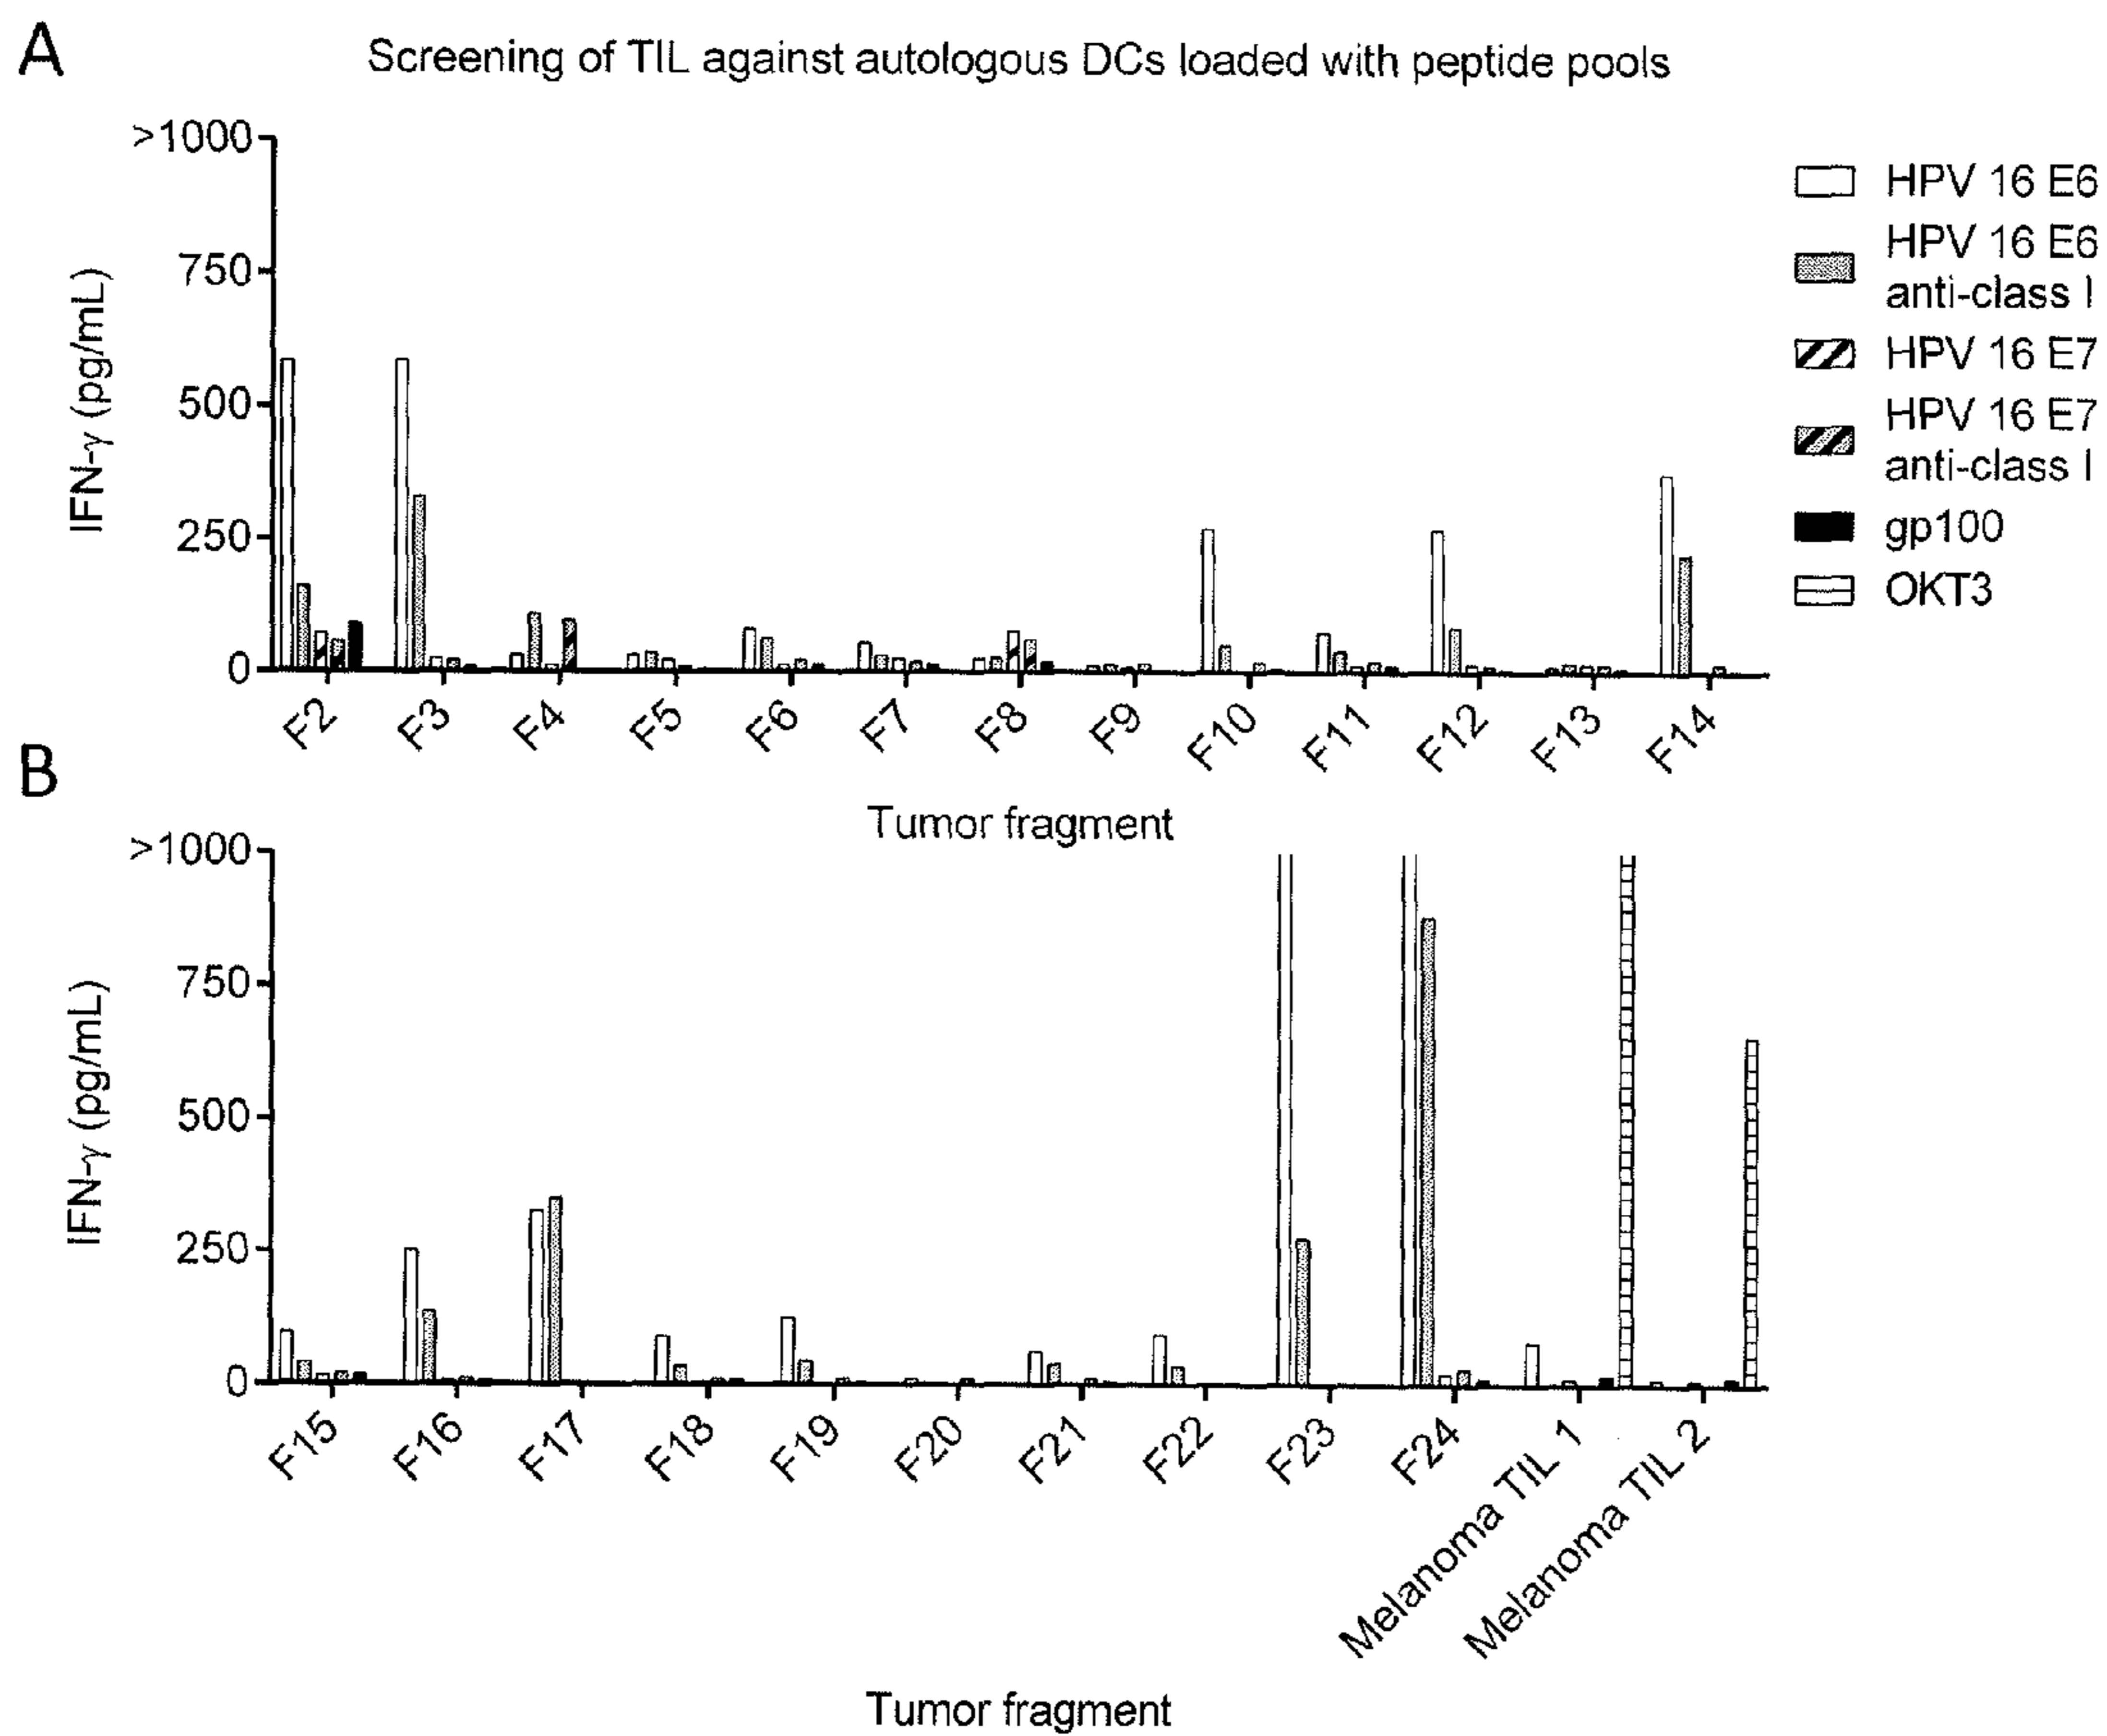 A
Screening of TIL against autologous DCs loaded with peptide pools
>1000
750
500
250
0
IFN-γ (pg/mL)
F2
F3
F4
F5
F6
F7
F8
F9
F10
F11
F12
F13
F14
Tumor fragment
HPV 16 E6
HPV 16 E6
anti-class I
HPV 16 E7
HPV 16 E7
anti-class I
gp100
OKT3
B
>1000
750
500
250
0
IFN-γ (pg/mL)
F15
F16
F17
F18
F19
F20
F21
F22
F23
F24
Melanoma TIL 1
Melanoma TIL 2
Tumor fragment